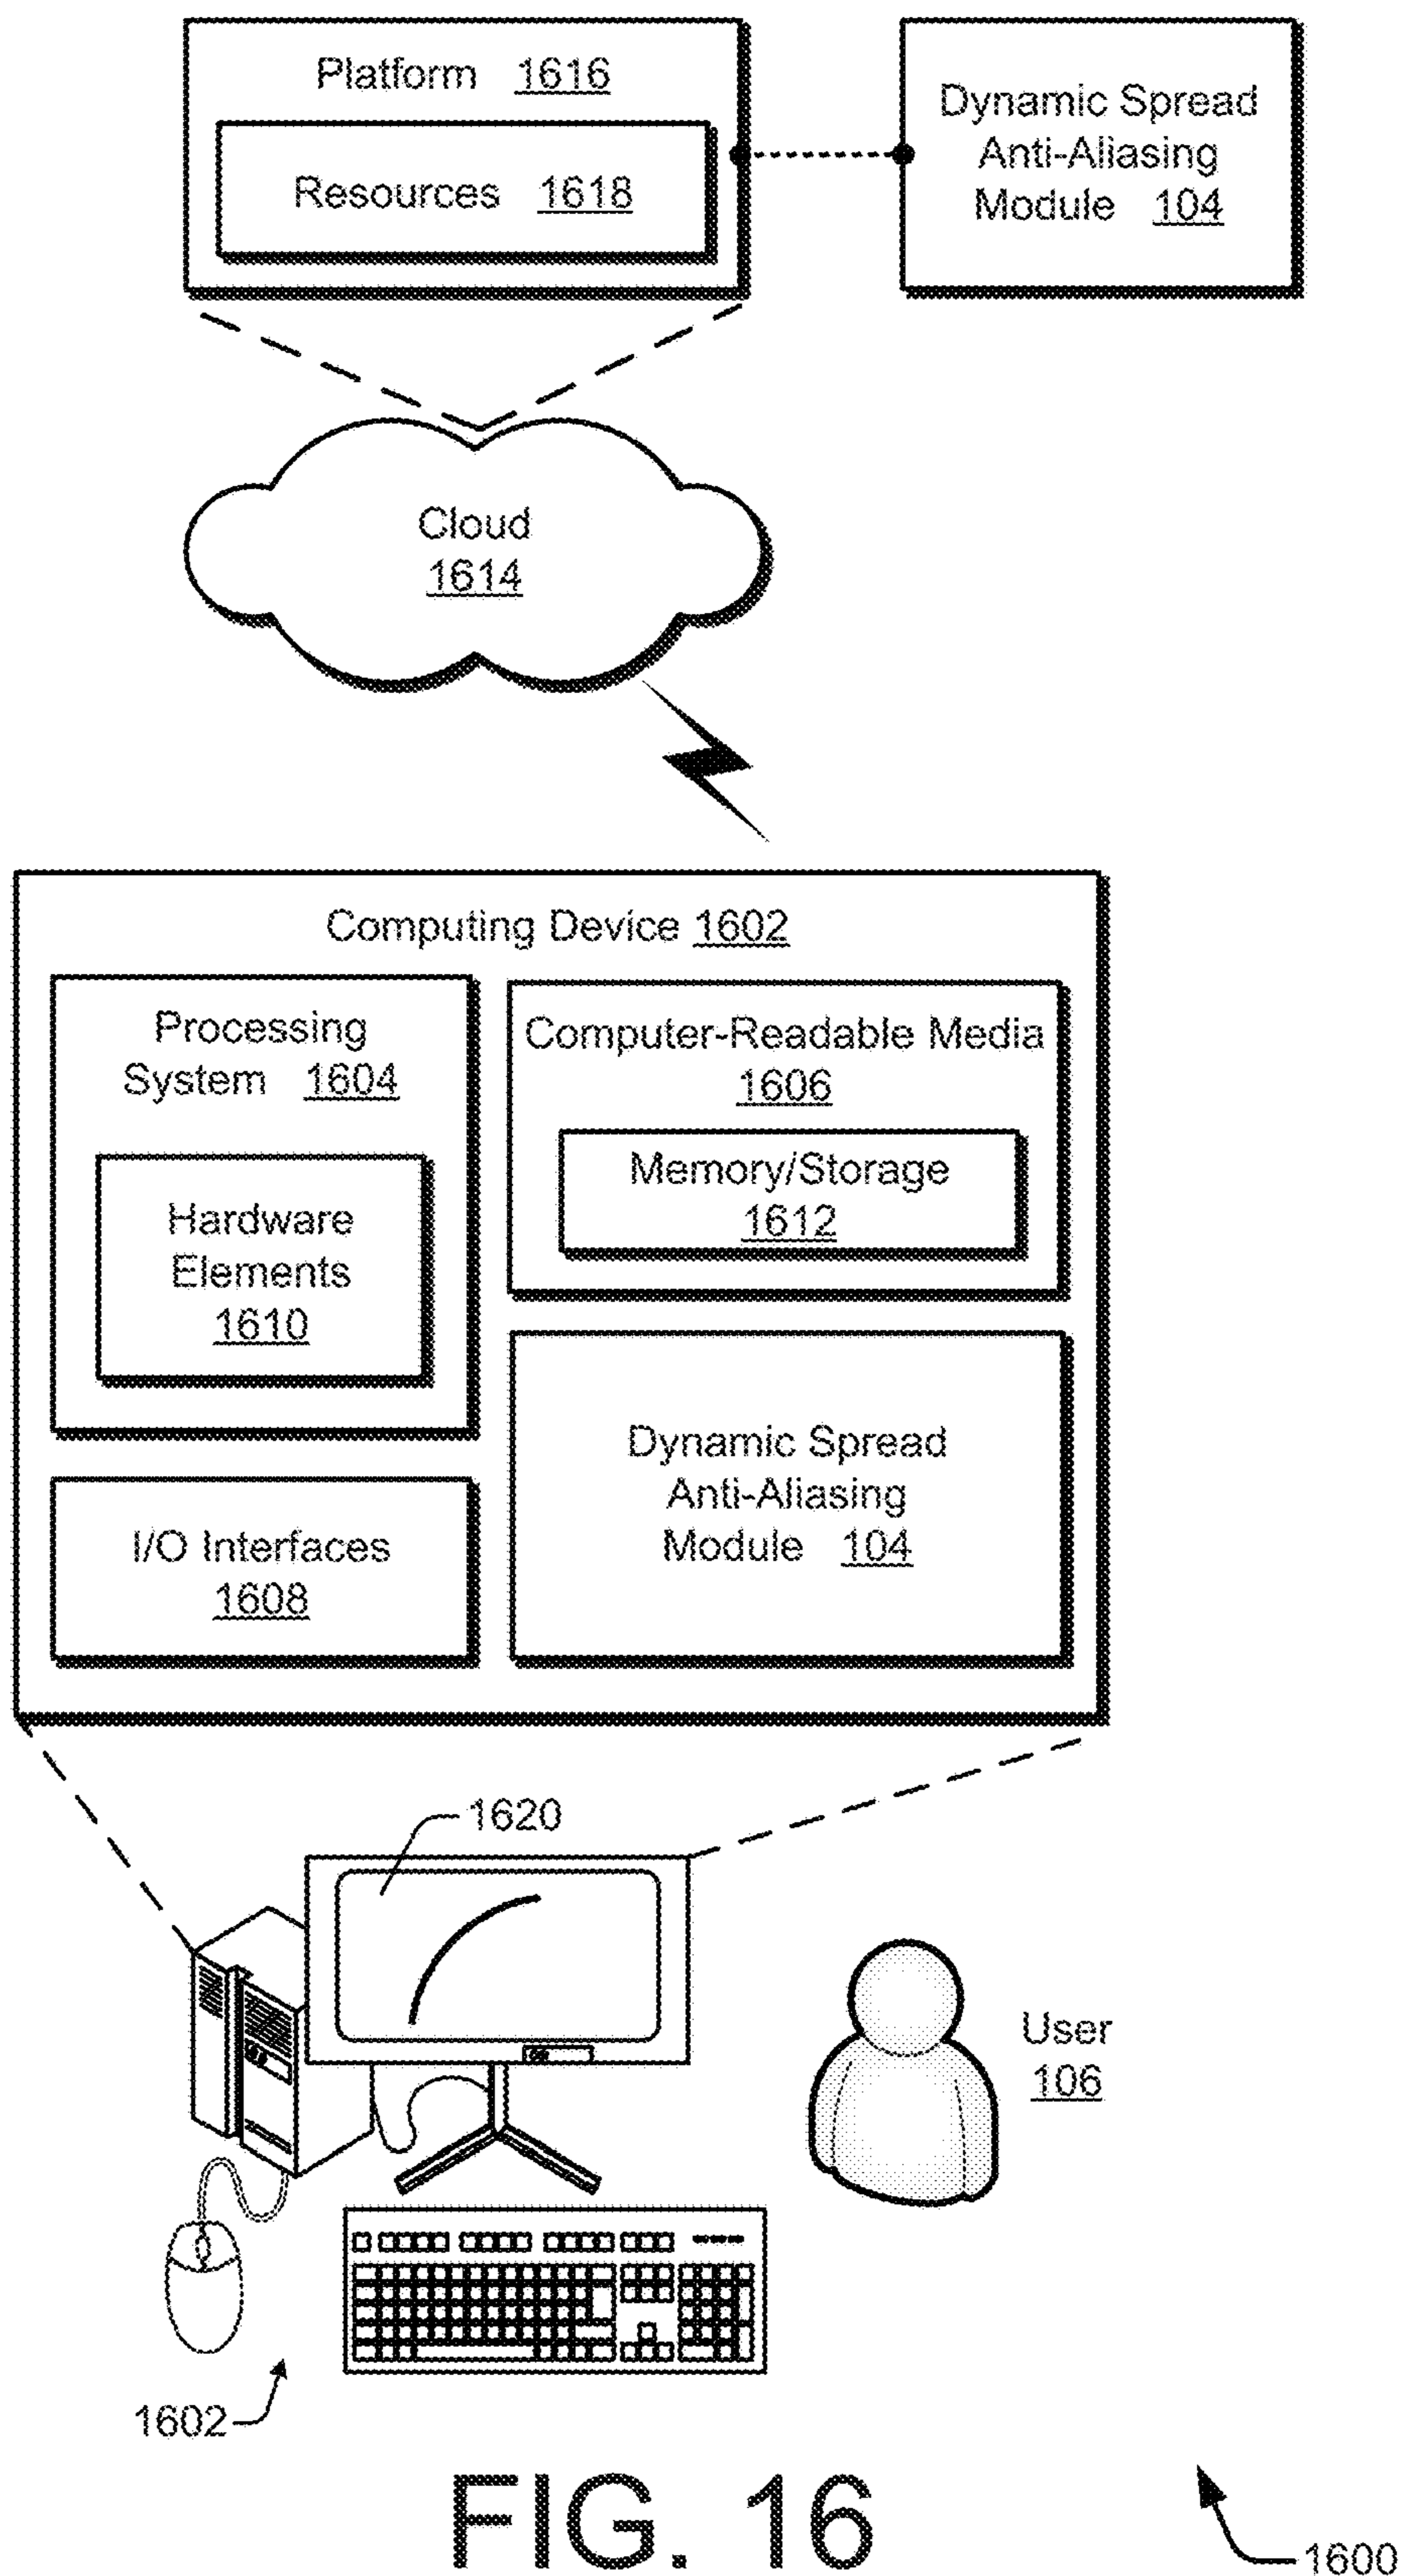 Platform 1616
Resources 1618
Dynamic Spread
Anti-Aliasing
Module 104
Cloud
1614
Computing Device 1602
Processing
System 1604
Hardware
Elements
1610
Computer-Readable Media
1606
Memory/Storage
1612
I/O Interfaces
1608
Dynamic Spread
Anti-Aliasing
Module 104
1620
User
106
1602
FIG. 16
1600